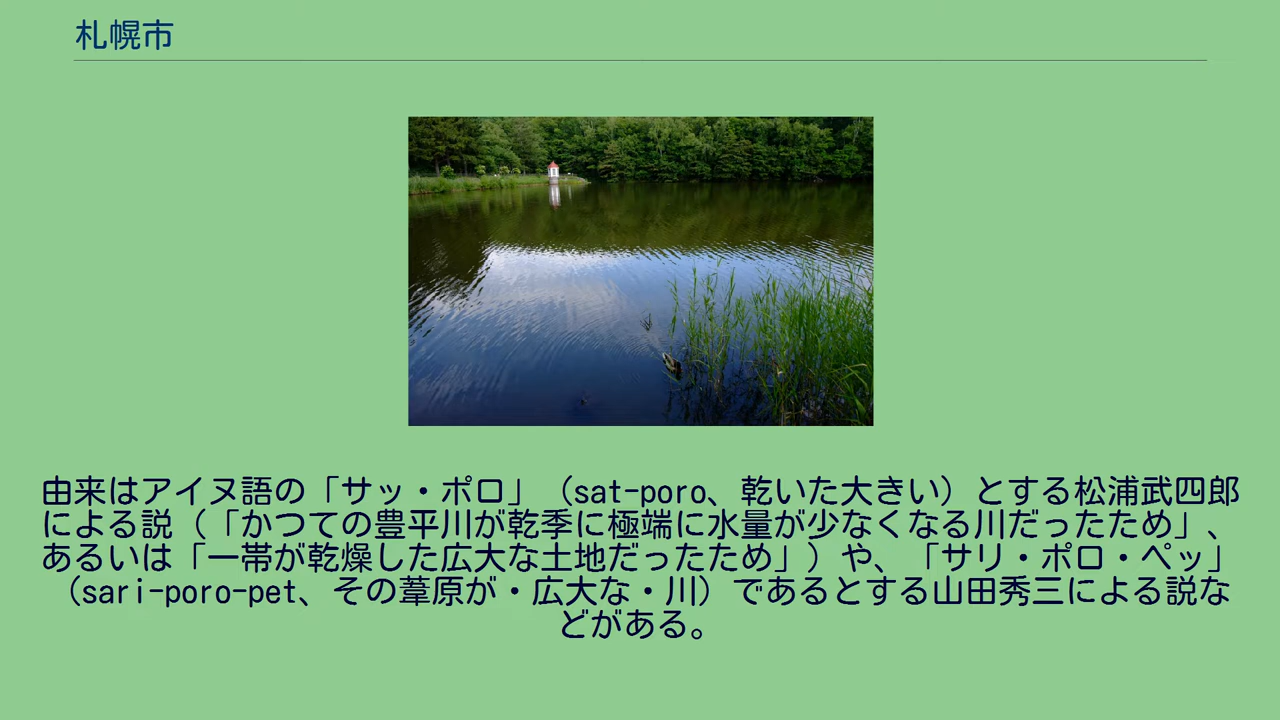 札幌市
由来はアイヌ語の「サッ・ポロ」（sat-poro、乾いた大きい）とする松浦武四郎
による説（「かつての豊平川が乾季に極端に水量が少なくなる川だったため」、
あるいは「一帯が乾燥した広大な土地だったため」）や、「サリ・ポロ・ペッ」
（sari-poro-pet、その葦原が・広大な・川）であるとする山田秀三による説な
どがある。